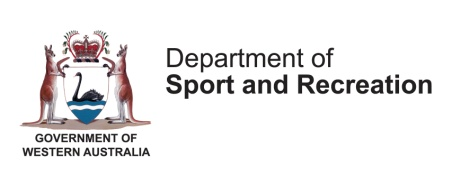 Department of
Sport and Recreation
GOVERNMENT OF
WESTERN AUSTRALIA